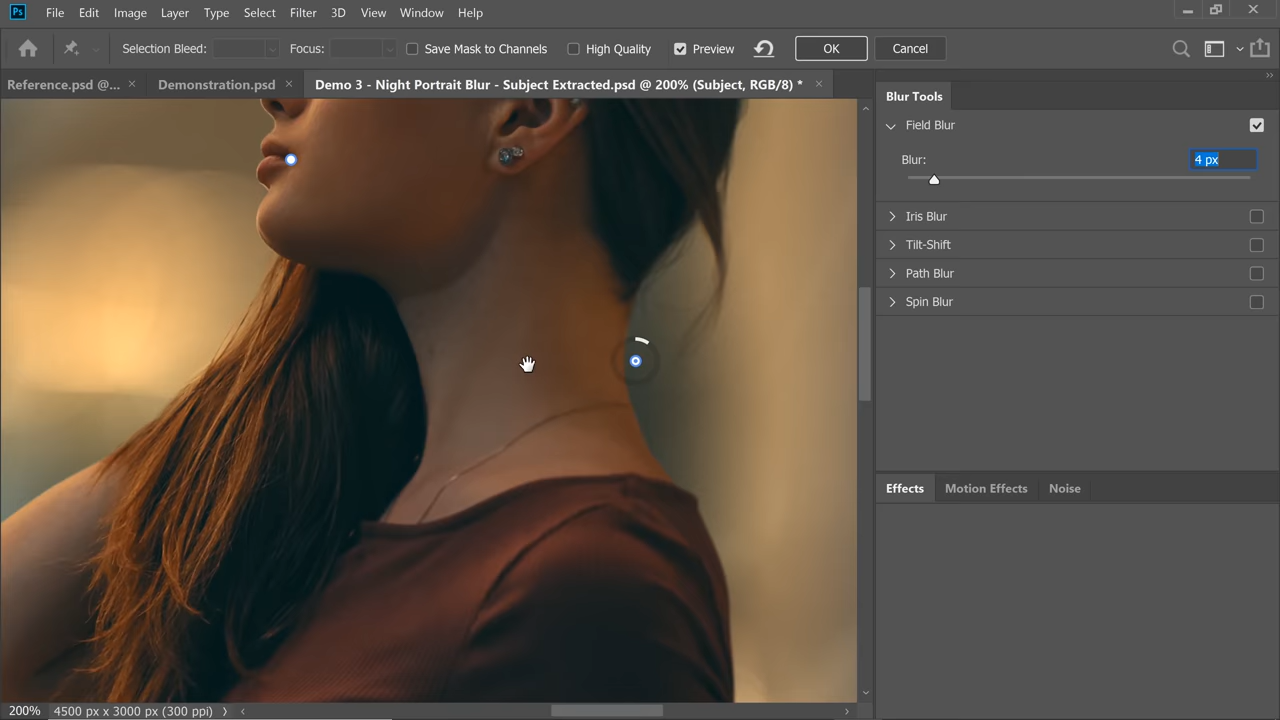 Ps File Edit Image Layer Type Select Filter 3D View Window Help
Selection Bleed: Focus: Save Mask to Channels High Quality Preview OK Cancel
Reference.psd @... × Demonstration.psd × Demo 3 - Night Portrait Blur - Subject Extracted.psd @ 200% (Subject, RGB/8) * ×
Blur Tools
Field Blur
Blur: 4 px
Iris Blur
Tilt-Shift
Path Blur
Spin Blur
Effects Motion Effects Noise
200% 4500 px x 3000 px (300 ppi)